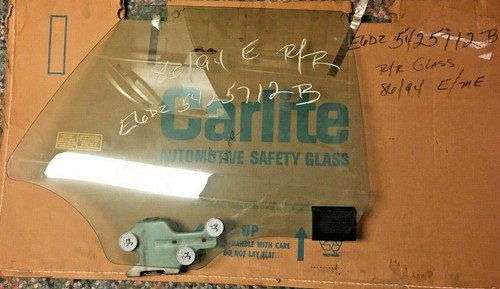 86/94 E R/R
E6DZ 5425712 B
E6DZ 5425712 B
R/R GLASS
86/94 E/ME
Carlite
AUTOMOTIVE SAFETY GLASS
UP
HANDLE WITH CARE
DO NOT LAY FLAT